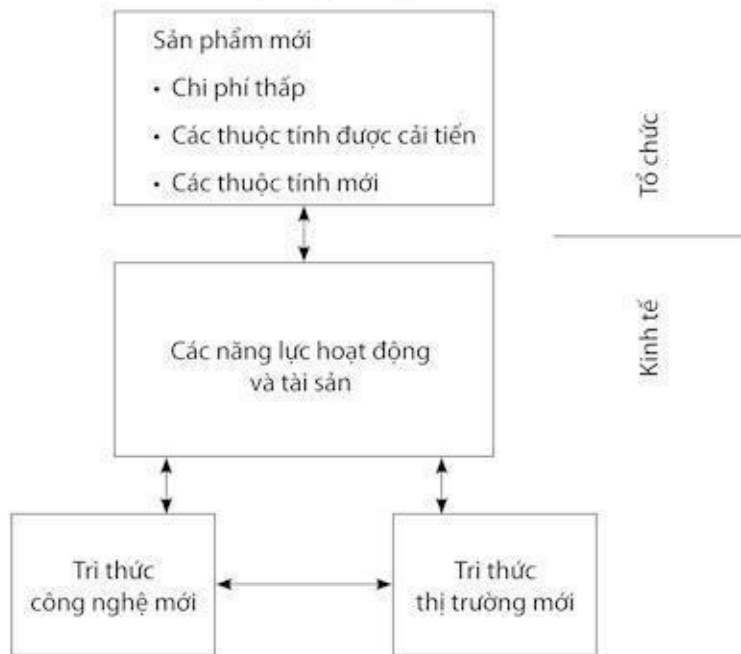 Sản phẩm mới
• Chi phí thấp
• Các thuộc tính được cải tiến
• Các thuộc tính mới
Tổ chức
Kinh tế
Các năng lực hoạt động
và tài sản
Tri thức
công nghệ mới
Tri thức
thị trường mới